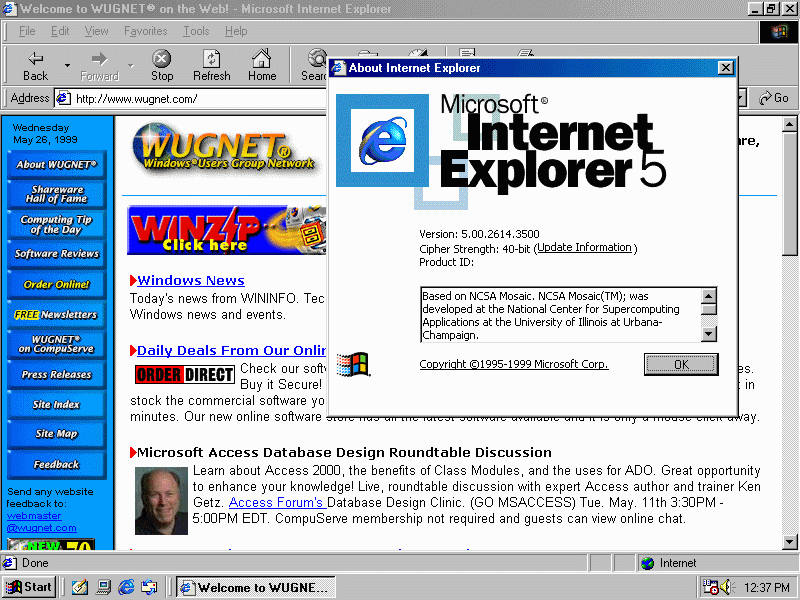 Welcome to WUGNET® on the Web! - Microsoft Internet Explorer
File Edit View Favorites Tools Help
Back Forward Stop Refresh Home
Address http://www.wugnet.com/ Go
About Internet Explorer
Microsoft®
Internet
Explorer 5
Version: 5.00.2614.3500
Cipher Strength: 40-bit (Update Information)
Product ID:
Based on NCSA Mosaic. NCSA Mosaic(TM); was
developed at the National Center for Supercomputing
Applications at the University of Illinois at Urbana-
Champaign.
Copyright ©1995-1999 Microsoft Corp.
OK
Wednesday
May 26, 1999
About WUGNET®
Shareware
Hall of Fame
Computing Tip
of the Day
Software Reviews
Order Online!
FREE Newsletters
WUGNET®
on CompuServe
Press Releases
Site Index
Site Map
Feedback
Send any website
feedback to:
webmaster
@wugnet.com
WUGNET®
Windows Users Group Network
WINZIP
Click here
Windows News
Today's news from WININFO. Tec
Windows news and events.
Daily Deals From Our Onlin
ORDER DIRECT Check our soft
Buy it Secure! in
stock the commercial software yo
minutes. Our new online software store has all the latest software available and it is only a mouse click away.
Microsoft Access Database Design Roundtable Discussion
Learn about Access 2000, the benefits of Class Modules, and the uses for ADO. Great opportunity
to enhance your knowledge! Live, roundtable discussion with expert Access author and trainer Ken
Getz. Access Forum's Database Design Clinic. (GO MSACCESS) Tue. May. 11th 3:30PM -
5:00PM EDT. CompuServe membership not required and guests can view online chat.
Done Internet
Start Welcome to WUGNE... 12:37 PM